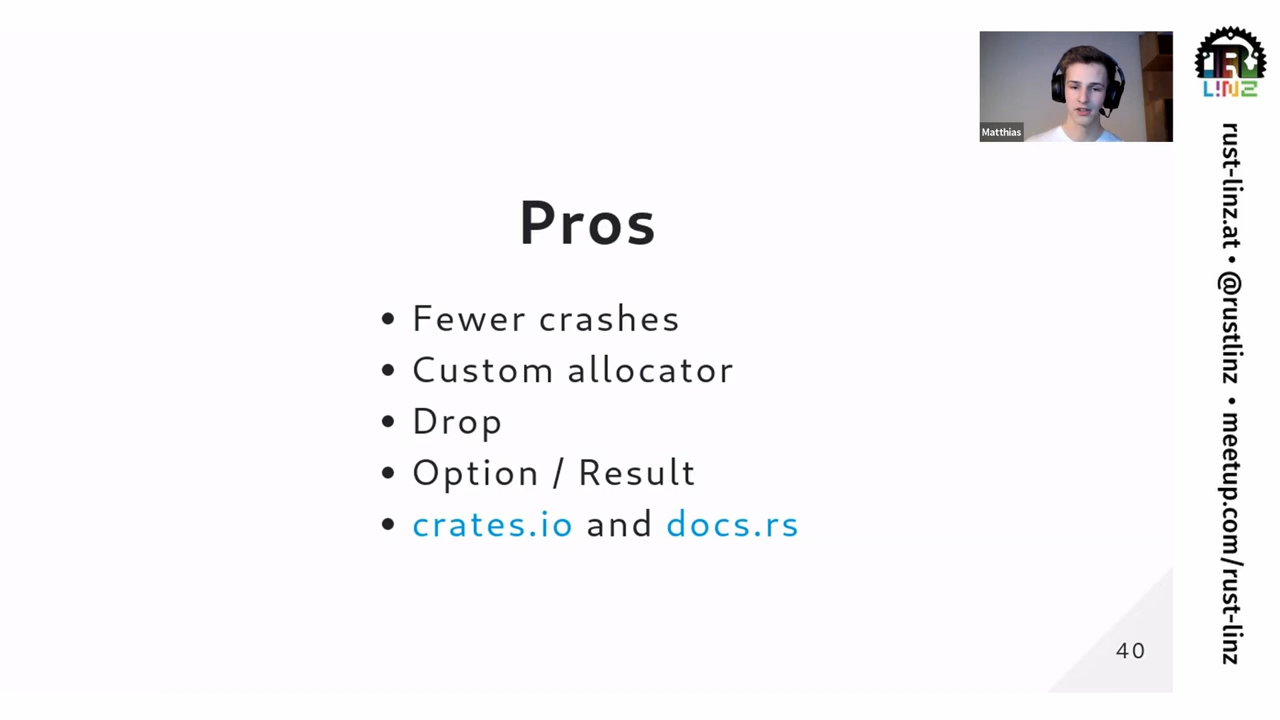 Pros
• Fewer crashes
• Custom allocator
• Drop
• Option / Result
• crates.io and docs.rs
40
Matthias
R
L!NZ
rust-linz.at • @rustlinz • meetup.com/rust-linz